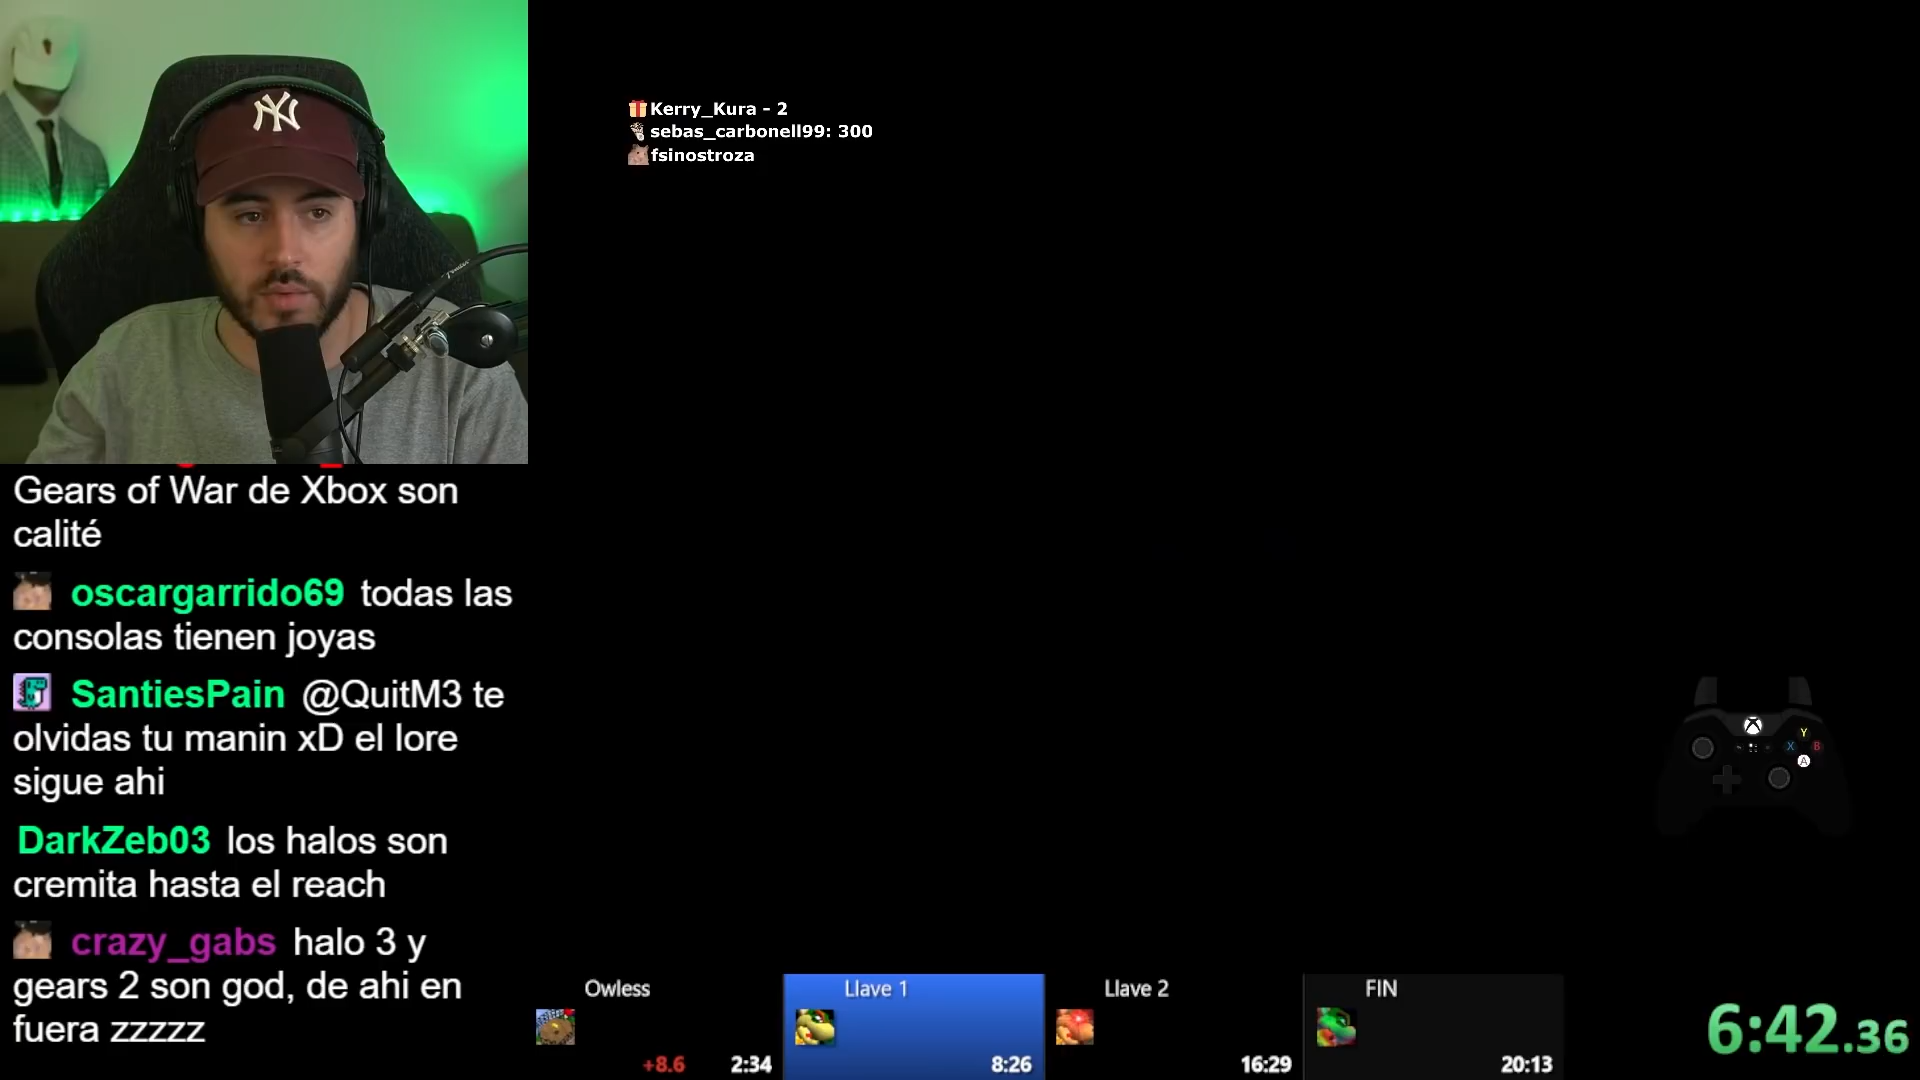 NY
Kerry_Kura - 2
sebas_carbonell99: 300
fsinostroza
Gears of War de Xbox son
calité
oscargarrido69 todas las
consolas tienen joyas
SantiesPain @QuitM3 te
olvidas tu manin xD el lore
sigue ahi
DarkZeb03 los halos son
cremita hasta el reach
crazy_gabs halo 3 y
gears 2 son god, de ahi en
fuera zzzzz
Y
X B
A
Owless
+8.6 2:34
Llave 1
8:26
Llave 2
16:29
FIN
20:13
6:42.36